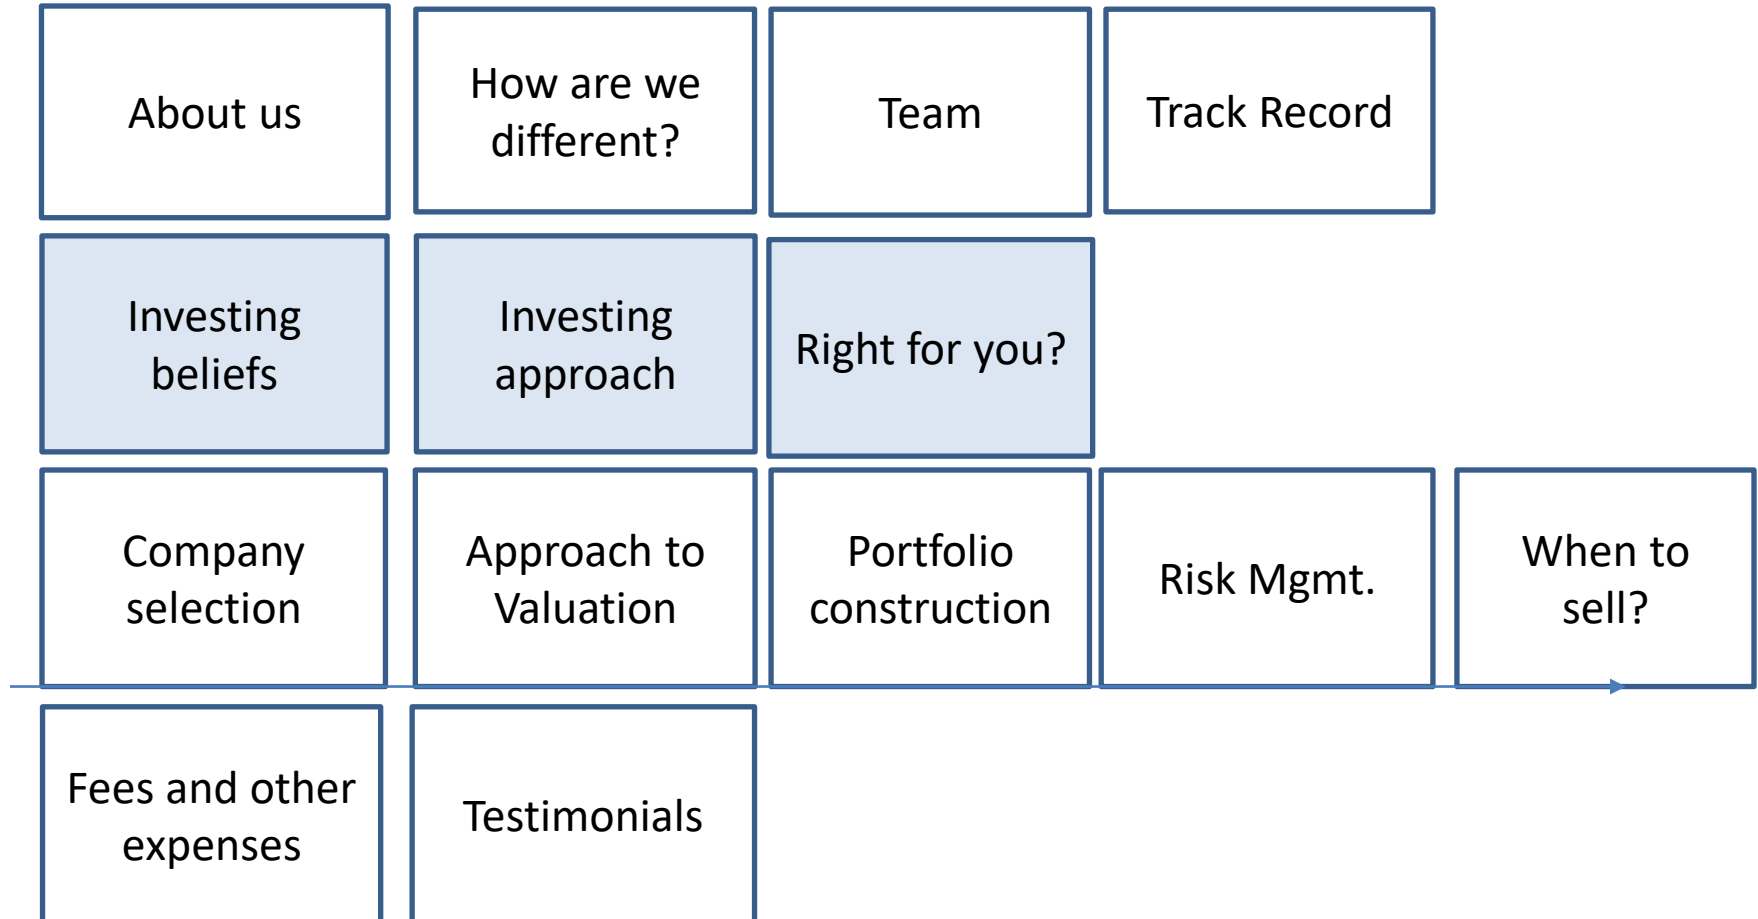 About us
How are we
different?
Team
Track Record
Investing
beliefs
Investing
approach
Right for you?
Company
selection
Approach to
Valuation
Portfolio
construction
Risk Mgmt.
When to
sell?
Fees and other
expenses
Testimonials